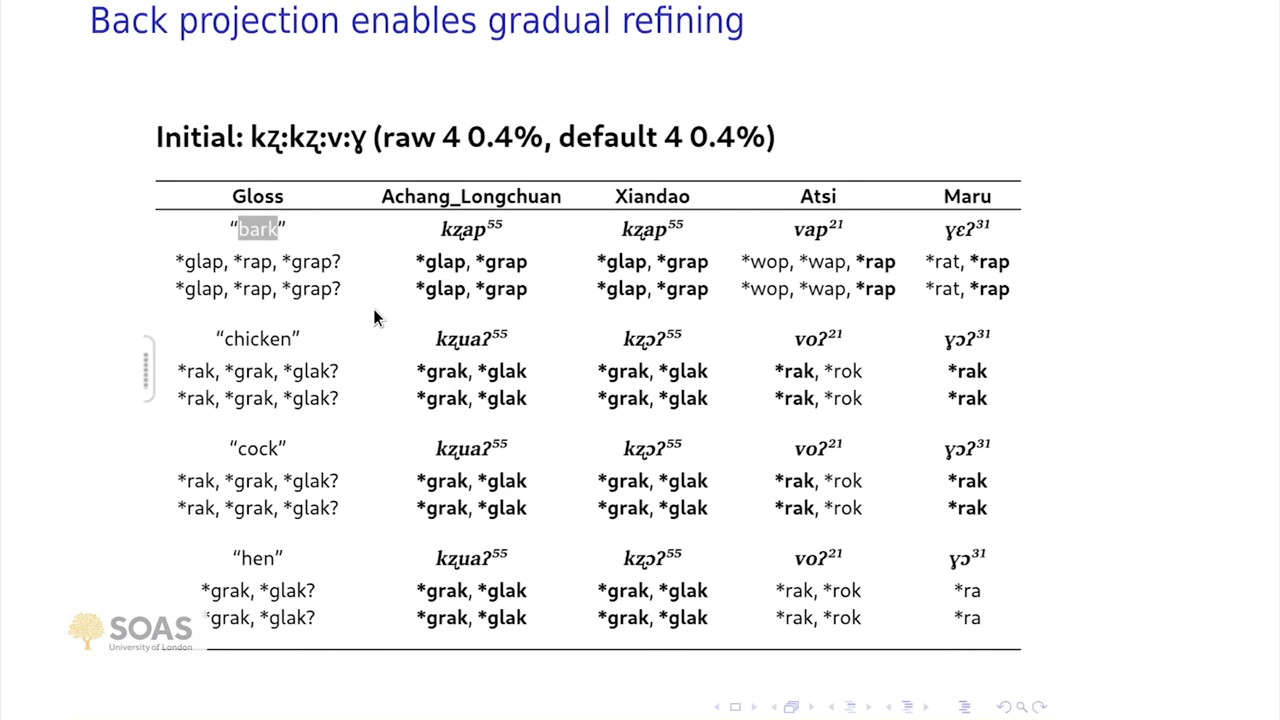 Back projection enables gradual refining
Initial: kʐ:kʐ:v:ɣ (raw 4 0.4%, default 4 0.4%)
Gloss Achang_Longchuan Xiandao Atsi Maru
“bark” kʐap⁵⁵ kʐap⁵⁵ vap²¹ ɣɛʔ³¹
*glap, *rap, *grap? *glap, *grap *glap, *grap *wop, *wap, *rap *rat, *rap
*glap, *rap, *grap? *glap, *grap *glap, *grap *wop, *wap, *rap *rat, *rap
“chicken” kʐuaʔ⁵⁵ kʐɔʔ⁵⁵ voʔ²¹ ɣɔʔ³¹
*rak, *grak, *glak? *grak, *glak *grak, *glak *rak, *rok *rak
*rak, *grak, *glak? *grak, *glak *grak, *glak *rak, *rok *rak
“cock” kʐuaʔ⁵⁵ kʐɔʔ⁵⁵ voʔ²¹ ɣɔʔ³¹
*rak, *grak, *glak? *grak, *glak *grak, *glak *rak, *rok *rak
*rak, *grak, *glak? *grak, *glak *grak, *glak *rak, *rok *rak
“hen” kʐuaʔ⁵⁵ kʐɔʔ⁵⁵ voʔ²¹ ɣɔ³¹
*grak, *glak? *grak, *glak *grak, *glak *rak, *rok *ra
*grak, *glak? *grak, *glak *grak, *glak *rak, *rok *ra
SOAS
University of London